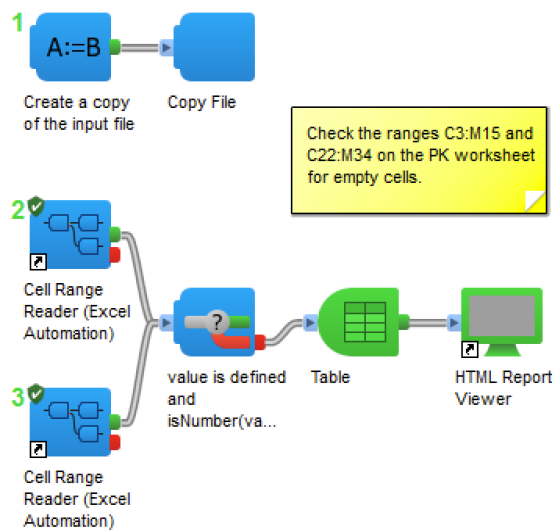 1
A:=B
Create a copy
of the input file
Copy File
Check the ranges C3:M15 and
C22:M34 on the PK worksheet
for empty cells.
2
Cell Range
Reader (Excel
Automation)
?
value is defined
and
isNumber(va...
Table
HTML Report
Viewer
3
Cell Range
Reader (Excel
Automation)